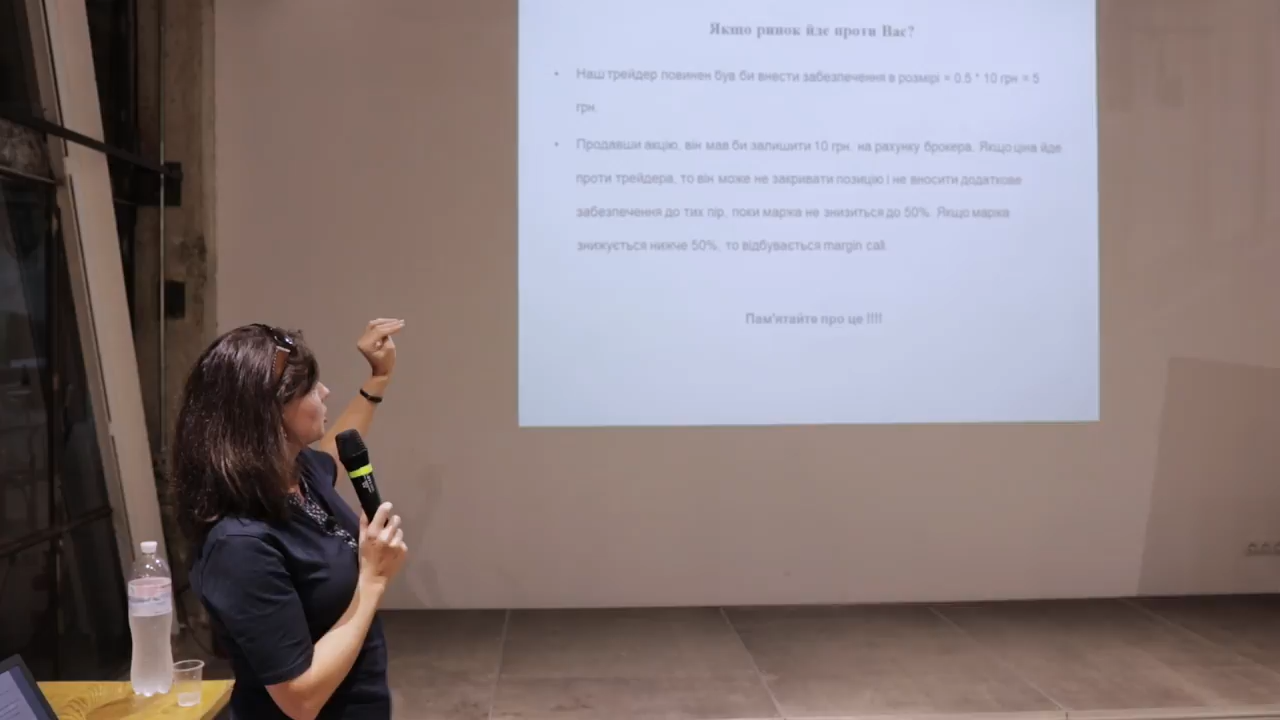 Якщо ринок йде проти Вас?
• Наш трейдер повинен був би внести забезпечення в розмірі = 0.5 * 10 грн = 5
грн.
• Продавши акцію, він мав би залишити 10 грн. на рахунку брокера. Якщо ціна йде
проти трейдера, то він може не закривати позицію і не вносити додаткове
забезпечення до тих пір, поки маржа не знизиться до 50%. Якщо маржа
знижується нижче 50%, то відбувається margin call.
Пам'ятайте про це !!!!